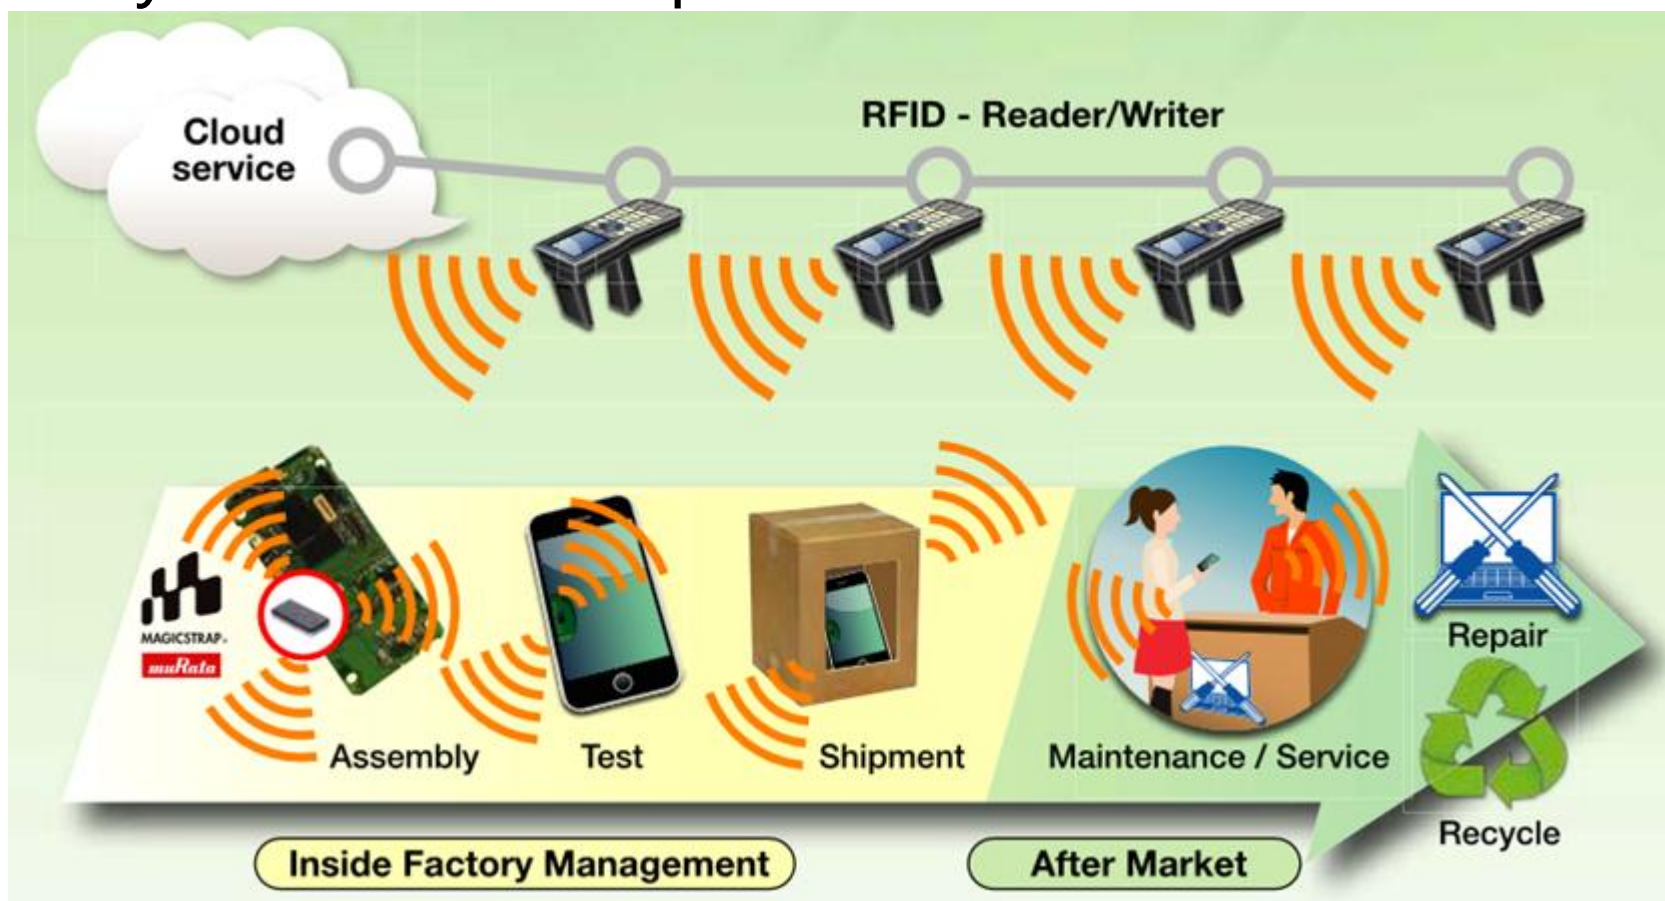 Cloud
service
RFID - Reader/Writer
MAGICSTRAP®
muRata
Assembly
Test
Shipment
Maintenance / Service
Repair
Recycle
Inside Factory Management
After Market